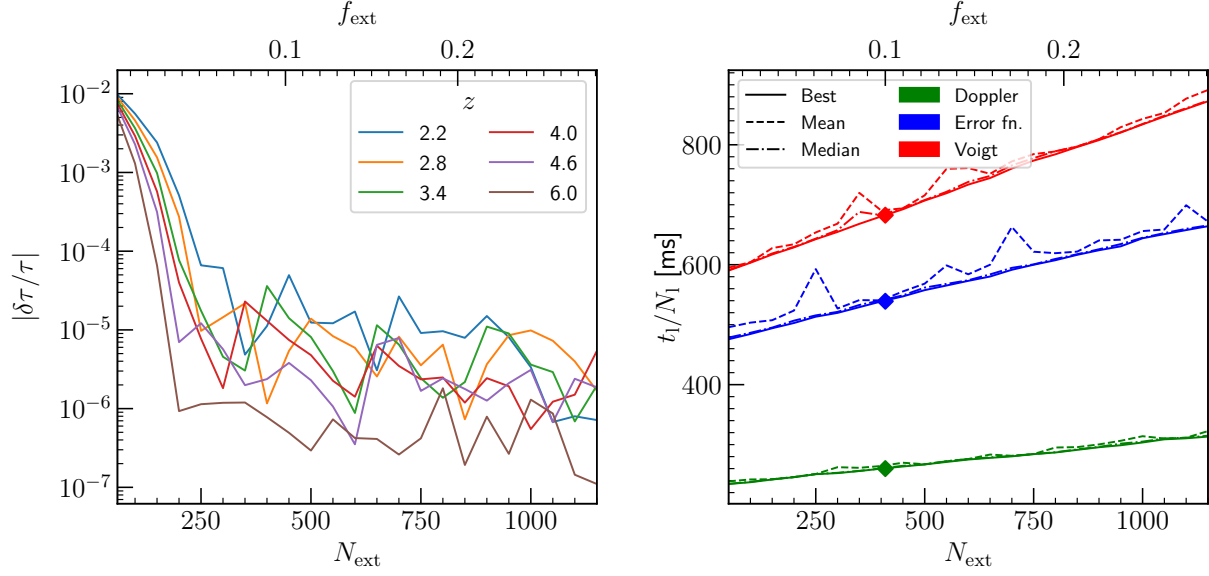 f_ext
0.1 0.2
10^−2
10^−3
10^−4
10^−5
10^−6
10^−7
|δτ/τ|
z
2.2 4.0
2.8 4.6
3.4 6.0
250 500 750 1000
N_ext
f_ext
0.1 0.2
800
600
400
t_l/N_l [ms]
Best Doppler
Mean Error fn.
Median Voigt
250 500 750 1000
N_ext